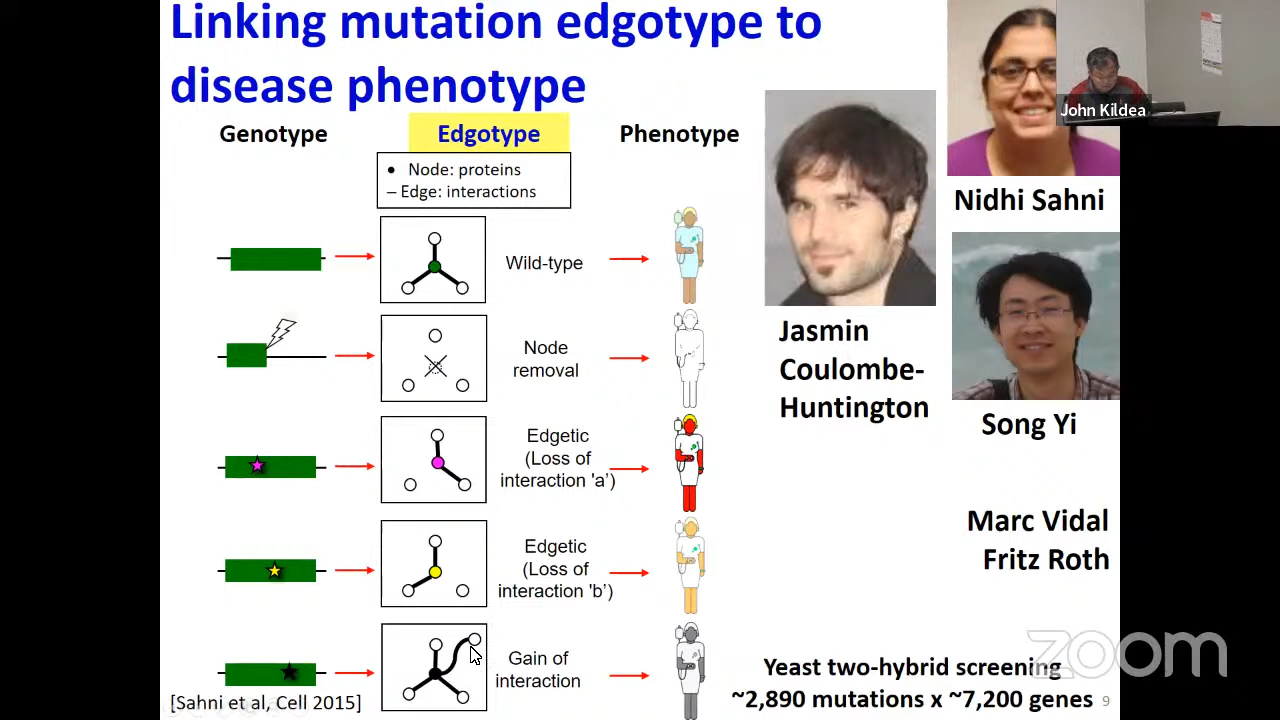 Linking mutation edgotype to
disease phenotype
Genotype
Edgotype
Phenotype
● Node: proteins
– Edge: interactions
Wild-type
Node
removal
Edgetic
(Loss of
interaction 'a')
Edgetic
(Loss of
interaction 'b')
Gain of
interaction
[Sahni et al, Cell 2015]
John Kildea
Nidhi Sahni
Jasmin
Coulombe-
Huntington
Song Yi
Marc Vidal
Fritz Roth
Yeast two-hybrid screening
~2,890 mutations x ~7,200 genes
9
zoom